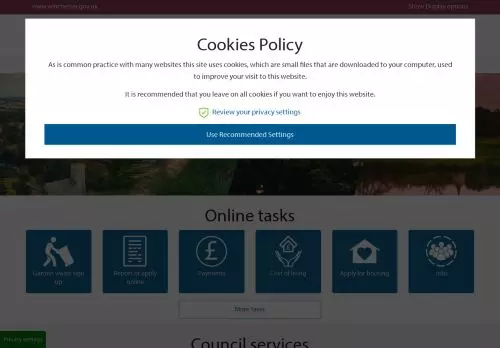 www.winchester.gov.uk
Show Display options
Cookies Policy
As is common practice with many websites this site uses cookies, which are small files that are downloaded to your computer, used
to improve your visit to this website.
It is recommended that you leave on all cookies if you want to enjoy this website.
Review your privacy settings
Use Recommended Settings
Online tasks
Garden waste sign up
Report or apply online
Payments
Cost of living
Apply for housing
Jobs
More tasks
Privacy settings
Council services